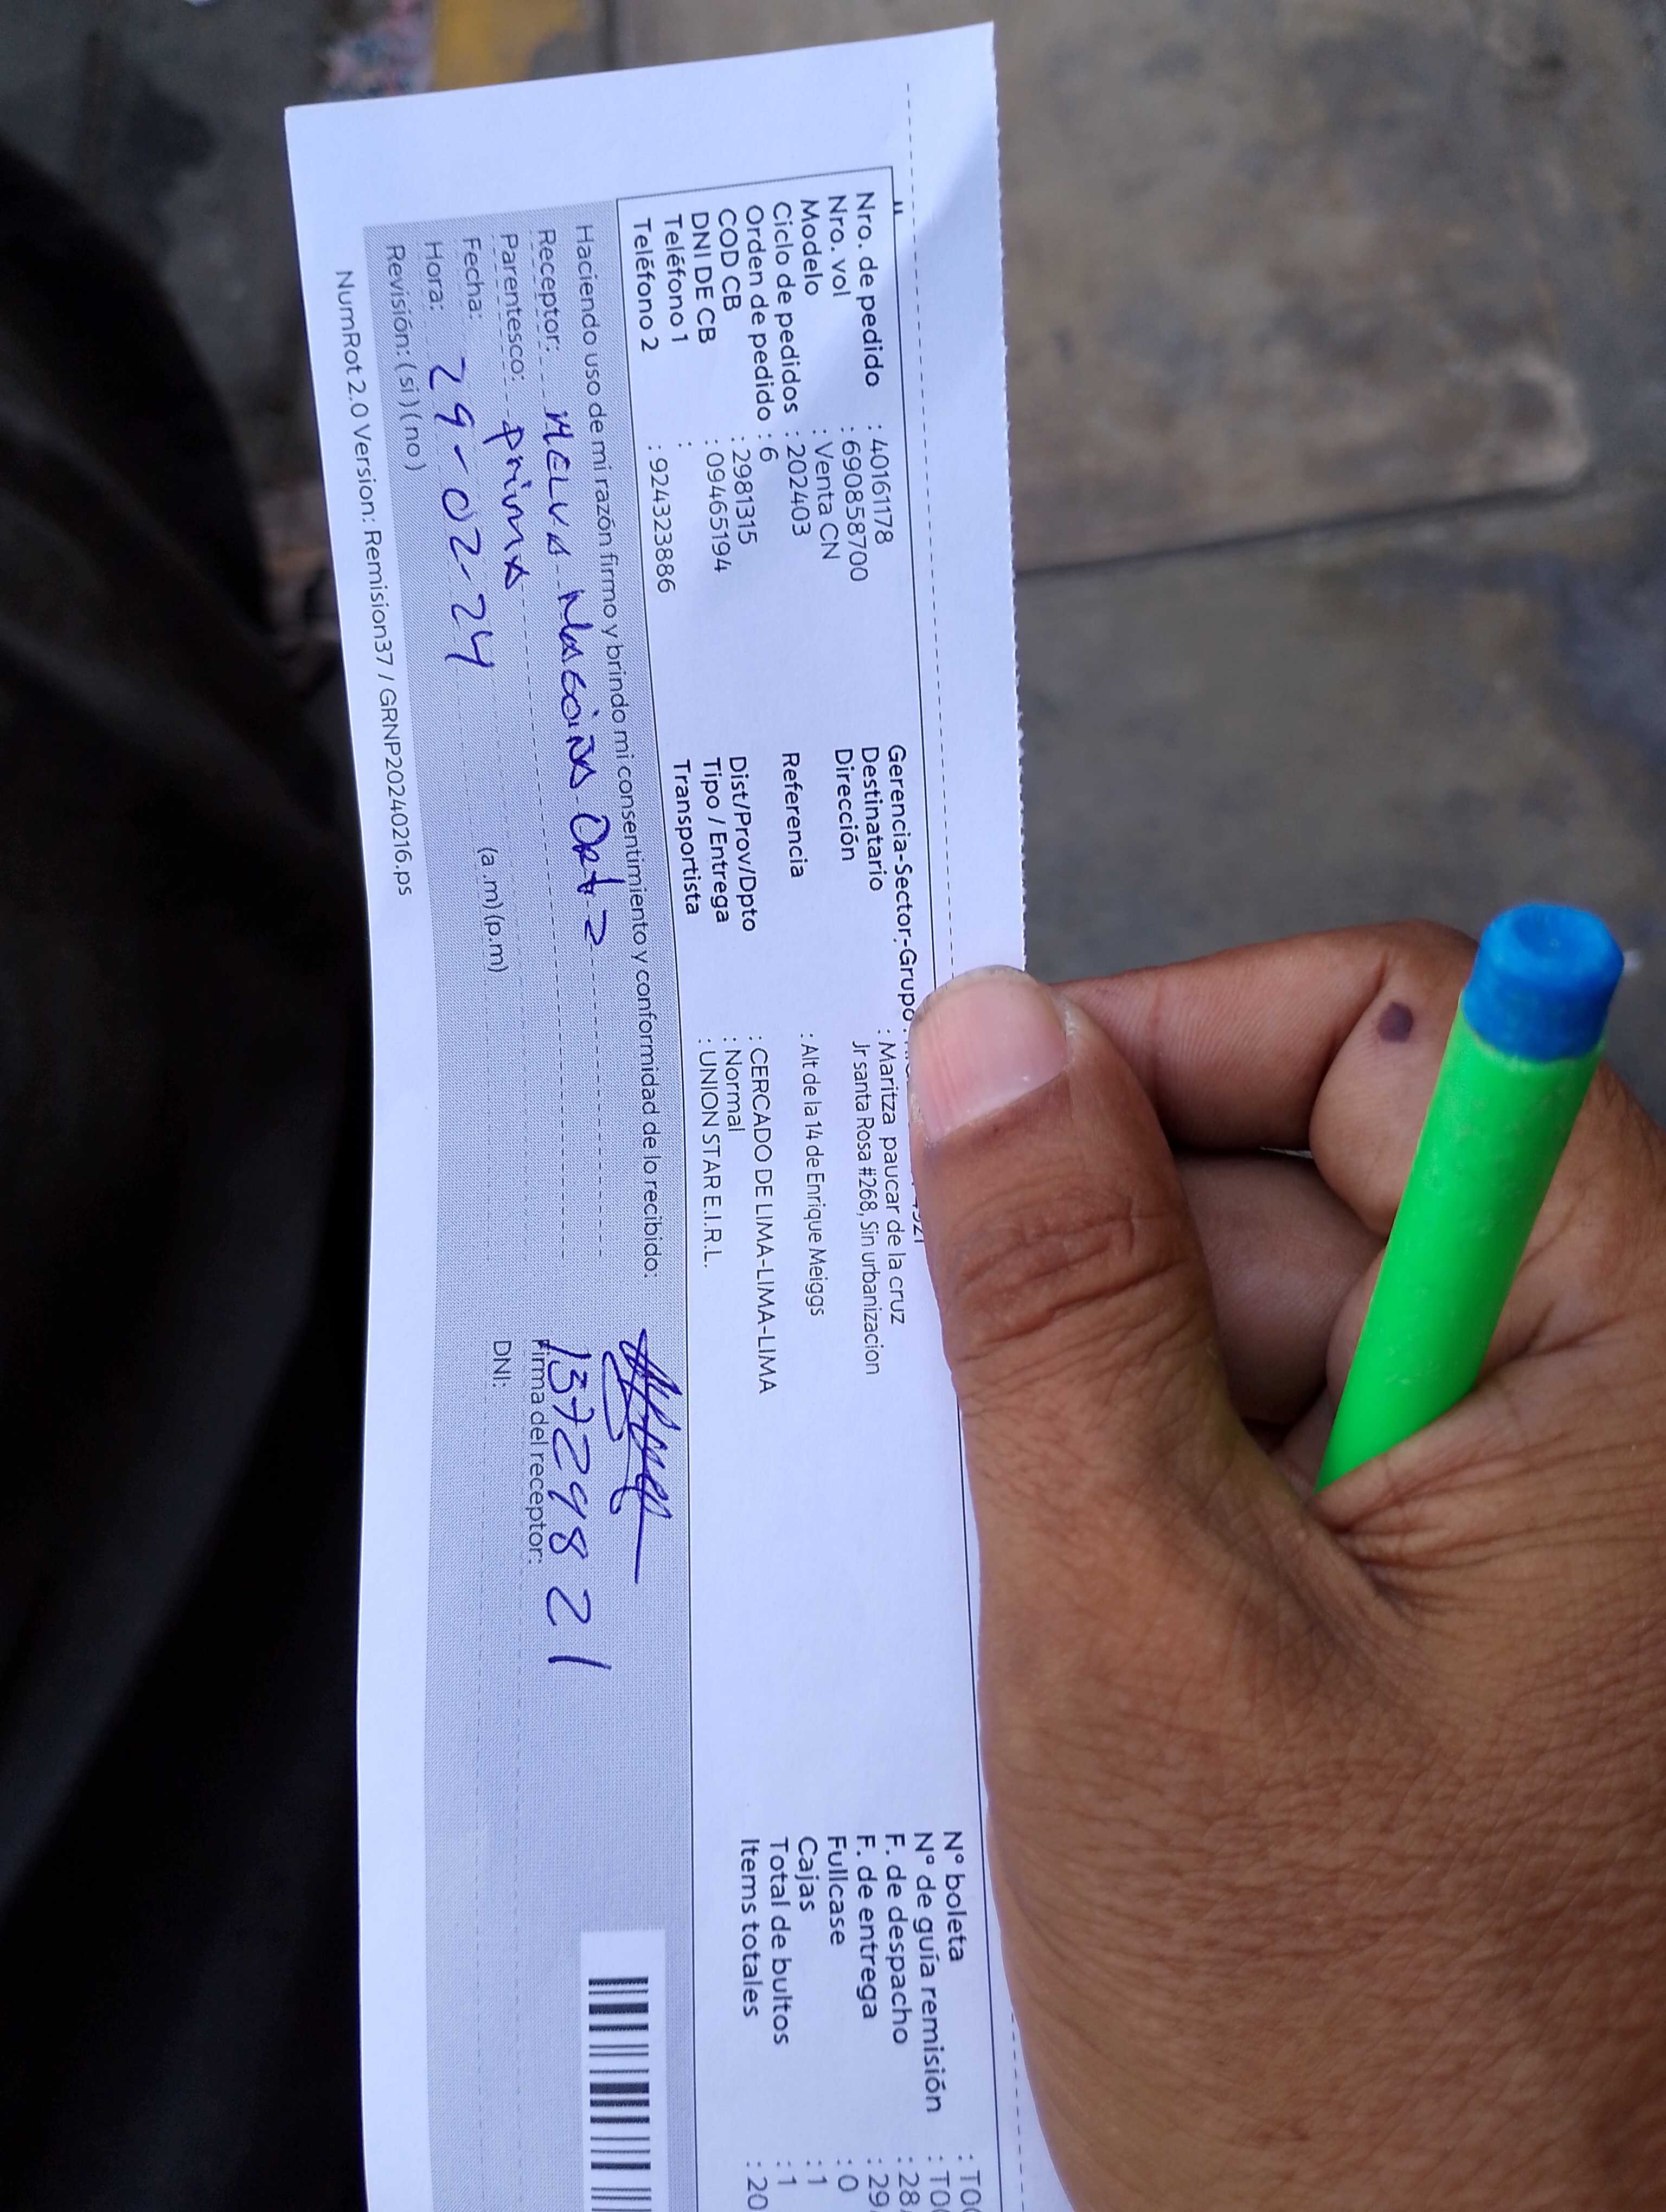 Nro. de pedido : 40161178
Nro. vol : 690858700
Modelo : Venta CN
Ciclo de pedidos : 202403
Orden de pedido : 6
COD CB : 2981315
DNI DE CB : 09465194
Teléfono 1 :
Teléfono 2 : 924323886
Gerencia-Sector-Grupo
Destinatario : Maritza paucar de la cruz
Dirección Jr santa Rosa #268, Sin urbanizacion
Referencia : Alt de la 14 de Enrique Meiggs
Dist/Prov/Dpto : CERCADO DE LIMA-LIMA-LIMA
Tipo / Entrega : Normal
Transportista : UNION STAR E.I.R.L.
N° boleta
N° de guía remisión
F. de despacho : 28
F. de entrega : 29
Fullcase : 0
Cajas : 1
Total de bultos : 1
Items totales : 20
Haciendo uso de mi razón firmo y brindo mi consentimiento y conformidad de lo recibido:
Receptor:
Parentesco: prima
Fecha: 29-02-24
Hora: (a.m)(p.m)
Revisión: (si)(no)
13729821
Firma del receptor:
DNI:
NumRot 2.0 Version: Remision37 / GRNP20240216.ps